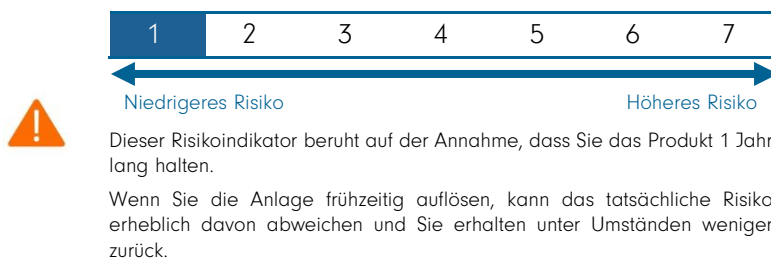 1 2 3 4 5 6 7
Niedrigeres Risiko Höheres Risiko
Dieser Risikoindikator beruht auf der Annahme, dass Sie das Produkt 1 Jahr
lang halten.
Wenn Sie die Anlage frühzeitig auflösen, kann das tatsächliche Risiko
erheblich davon abweichen und Sie erhalten unter Umständen weniger
zurück.